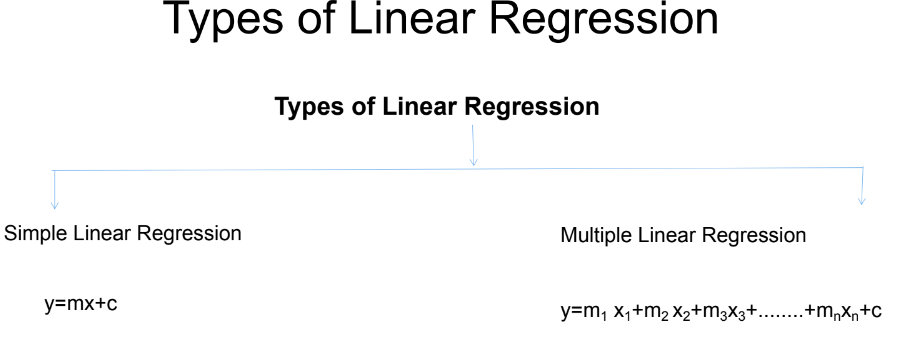 Types of Linear Regression
Types of Linear Regression
Simple Linear Regression
Multiple Linear Regression
y=mx+c
y=m₁ x₁+m₂ x₂+m₃x₃+........+mₙxₙ+c